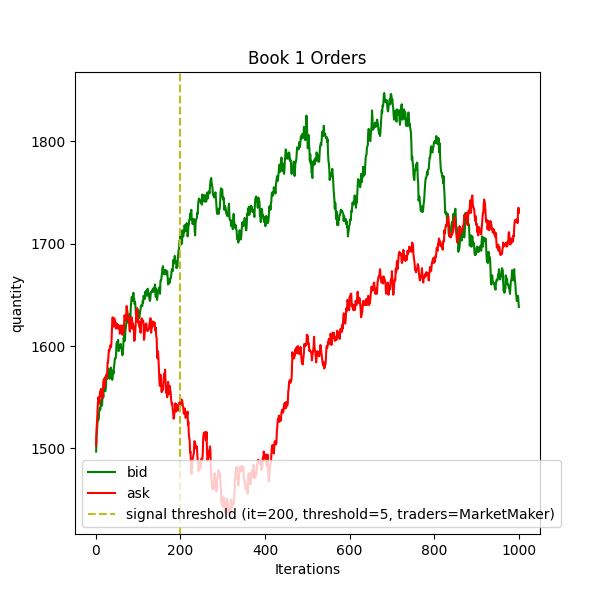 Book 1 Orders
quantity
1800
1700
1600
1500
bid
ask
signal threshold (it=200, threshold=5, traders=MarketMaker)
0 200 400 600 800 1000
Iterations